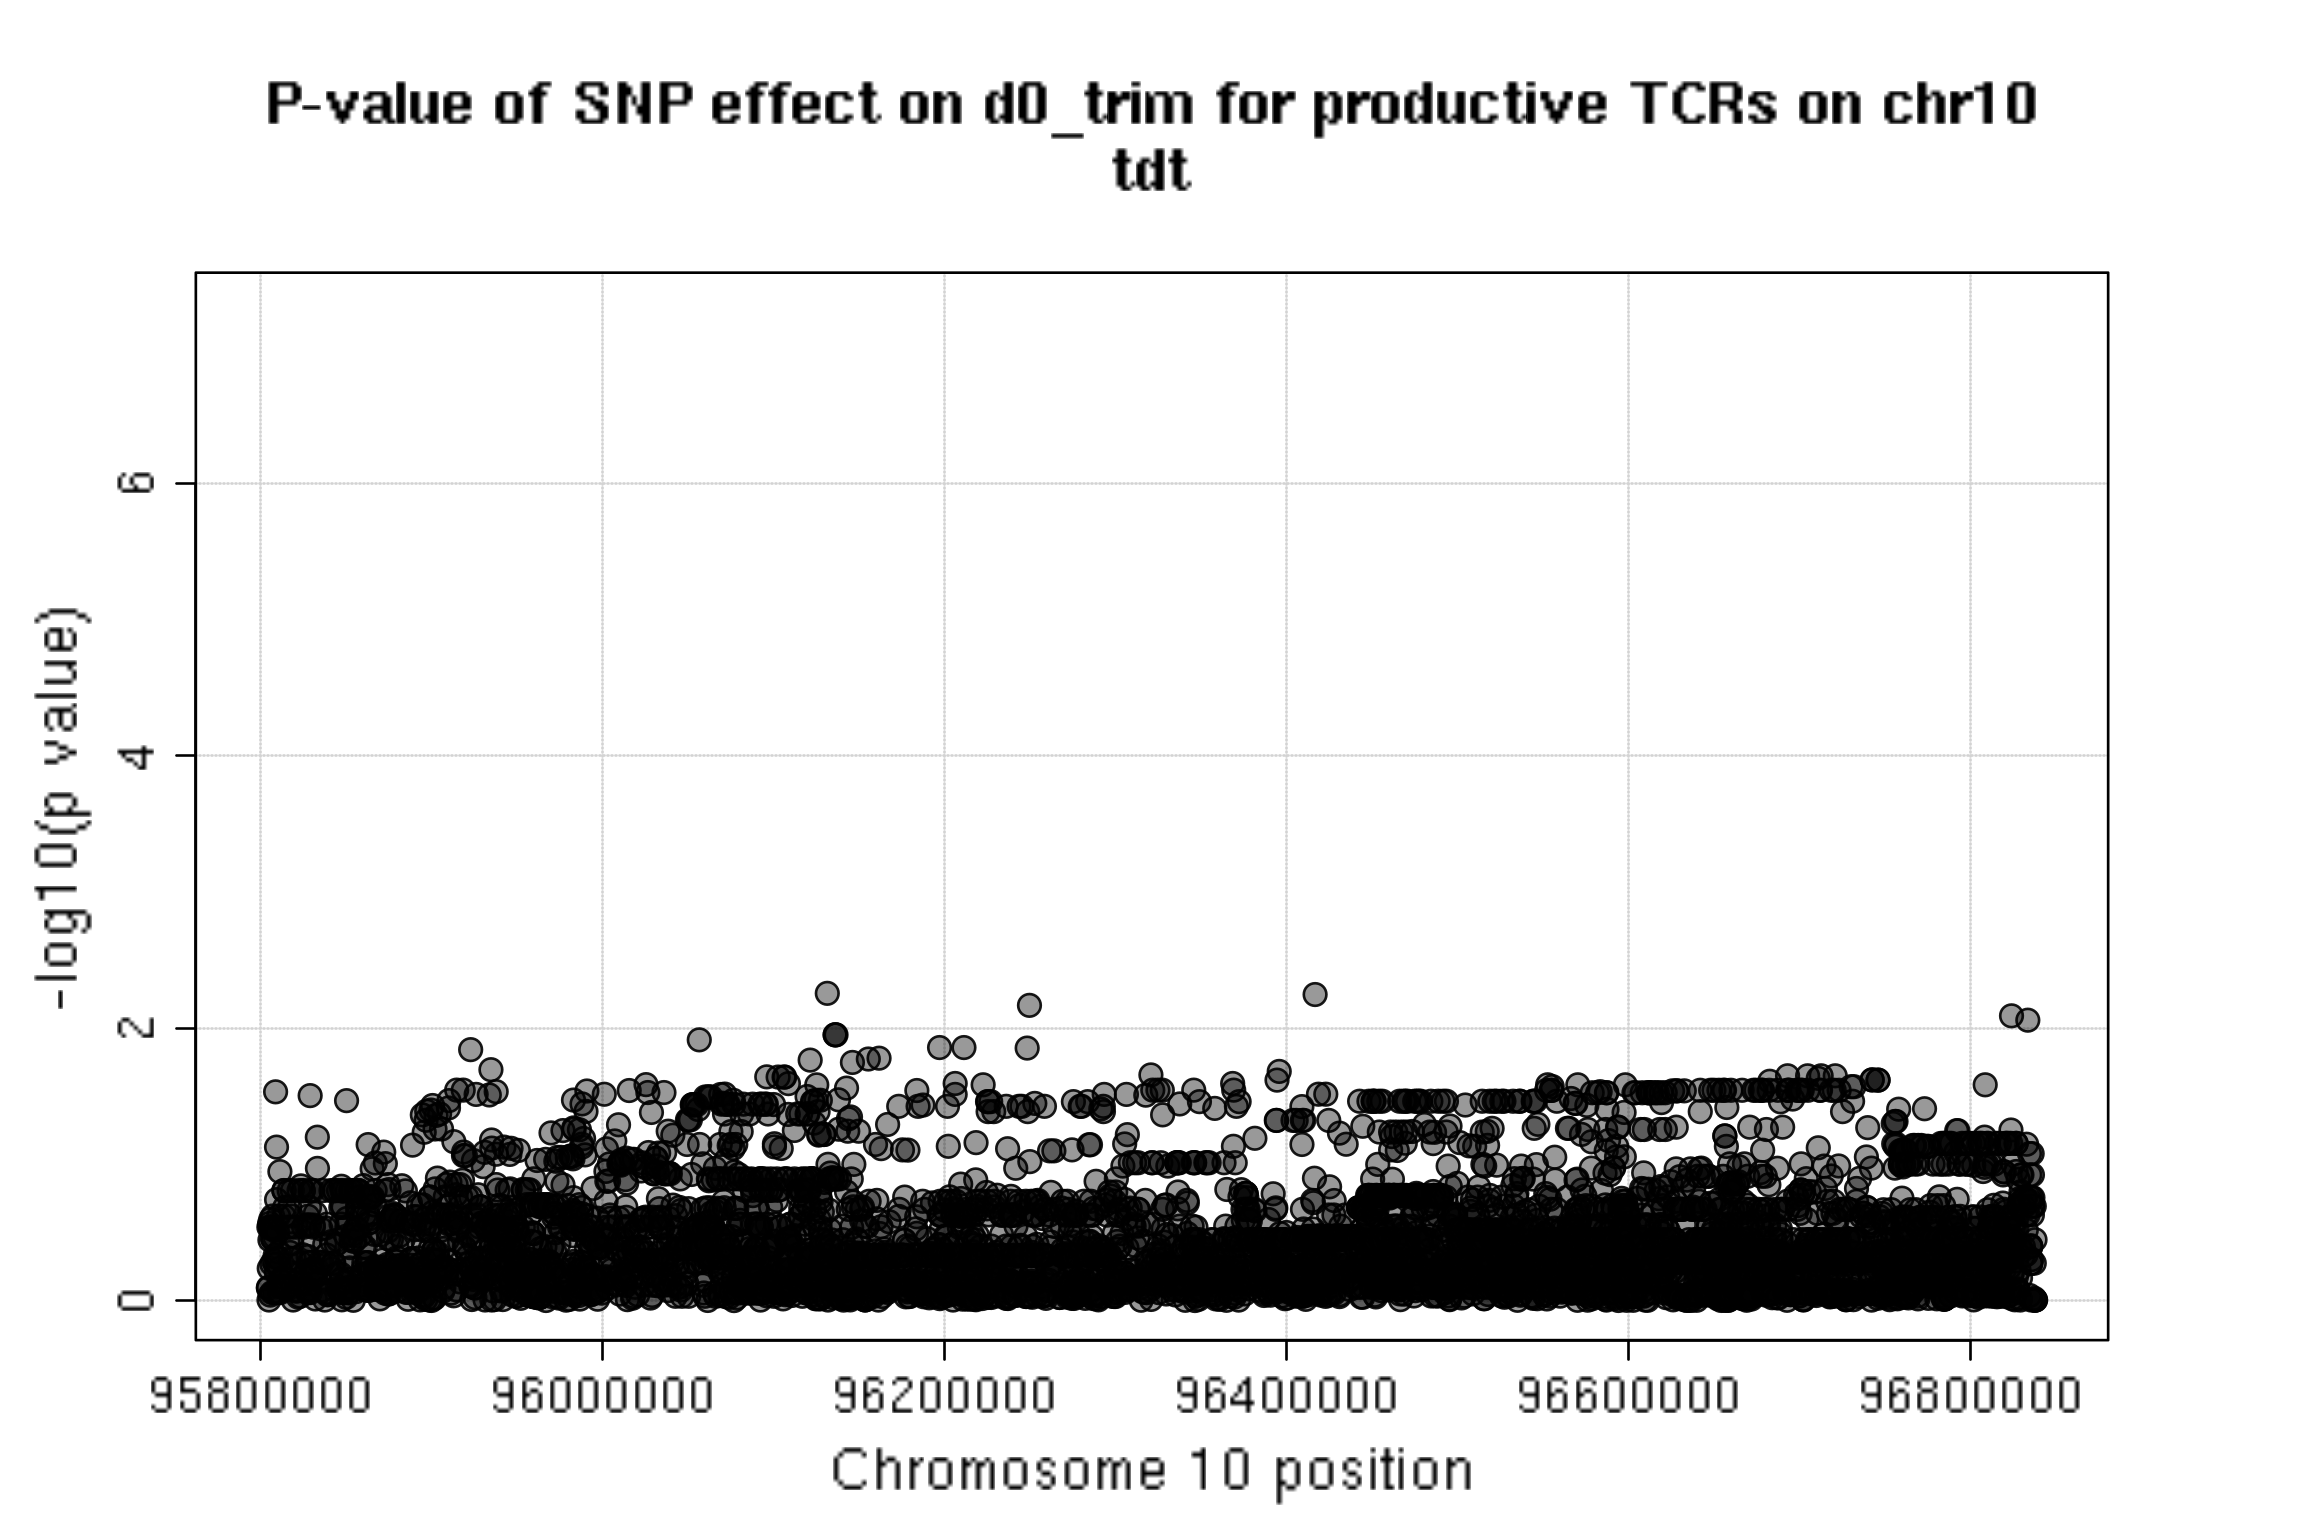 P-value of SNP effect on d0_trim for productive TCRs on chr10
tdt
-log10(p value)
6
4
2
0
95800000 96000000 96200000 96400000 96600000 96800000
Chromosome 10 position